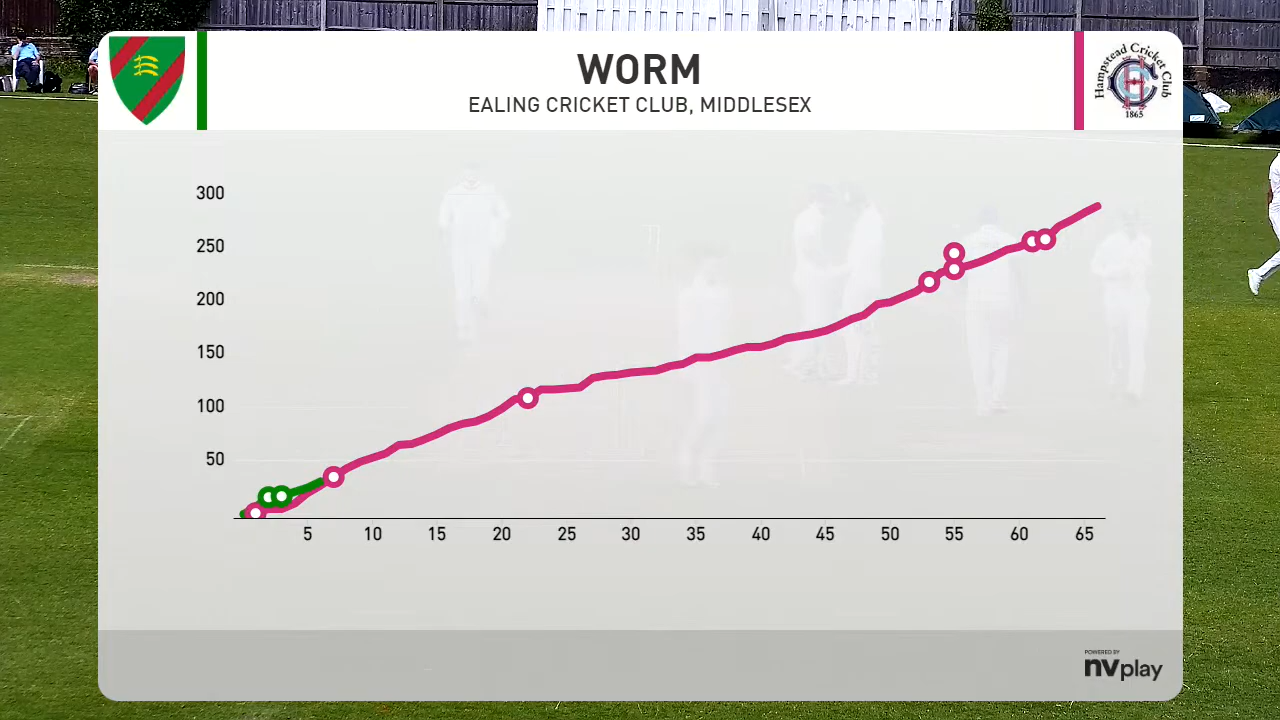 WORM
EALING CRICKET CLUB, MIDDLESEX
Hampstead Cricket Club
1865
300
250
200
150
100
50
5 10 15 20 25 30 35 40 45 50 55 60 65
POWERED BY
nvplay